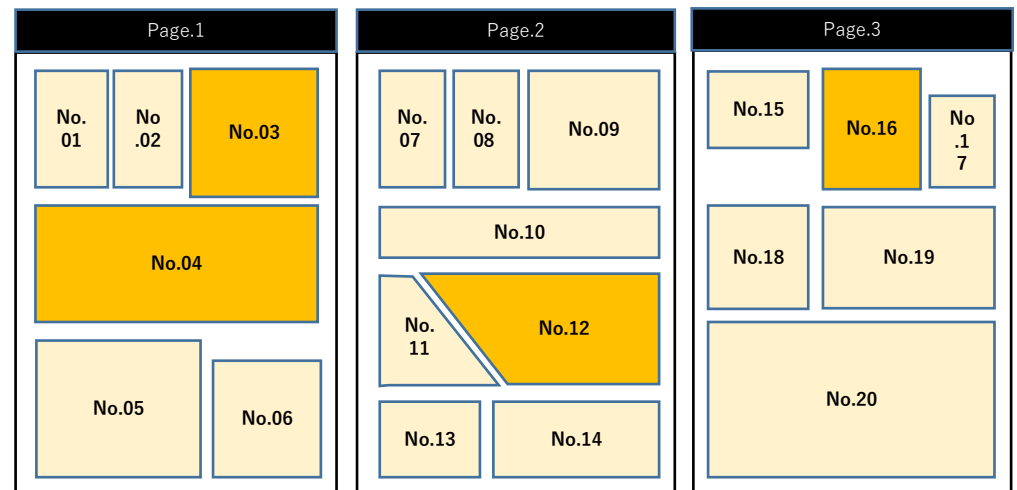 Page.1
No.
01
No
.02
No.03
No.04
No.05
No.06
Page.2
No.
07
No.
08
No.09
No.10
No.
11
No.12
No.13
No.14
Page.3
No.15
No.16
No
.1
7
No.18
No.19
No.20